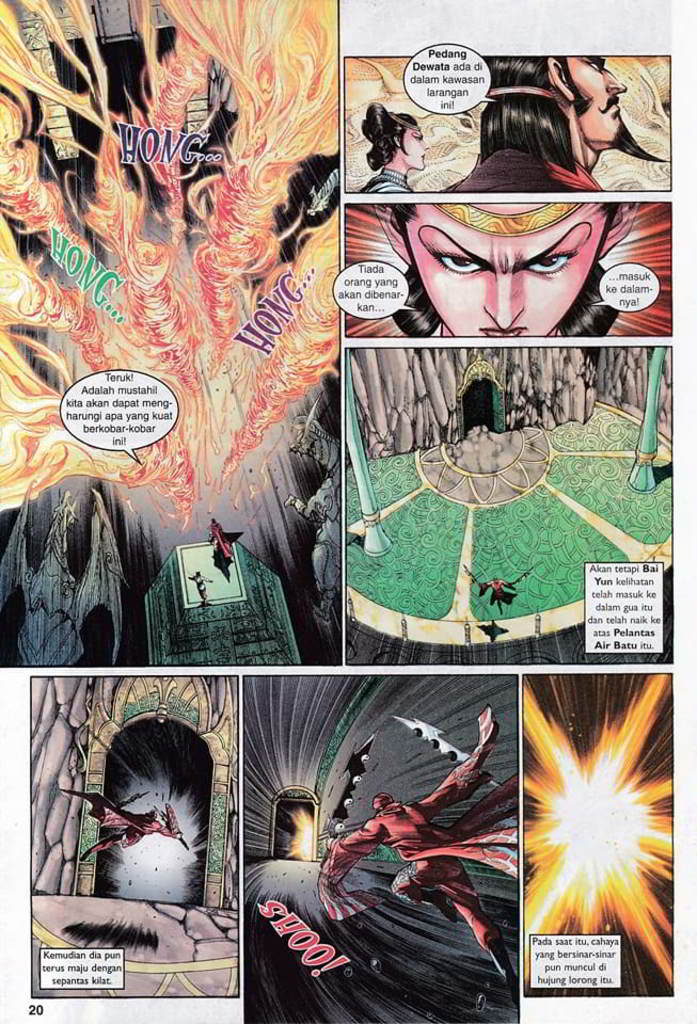 HONG...
HONG...
HONG...
Teruk!
Adalah mustahil
kita akan dapat meng-
harungi apa yang kuat
berkobar-kobar
ini!
Pedang
Dewata ada di
dalam kawasan
larangan
ini!
Tiada
orang yang
akan dibenar-
kan...
...masuk
ke dalam-
nya!
Akan tetapi Bai
Yun kelihatan
telah masuk ke
dalam gua itu
dan telah naik ke
atas Pelantas
Air Batu itu.
Kemudian dia pun
terus maju dengan
sepantas kilat.
SHOO!
Pada saat itu, cahaya
yang bersinar-sinar
pun muncul di
hujung lorong itu.
20